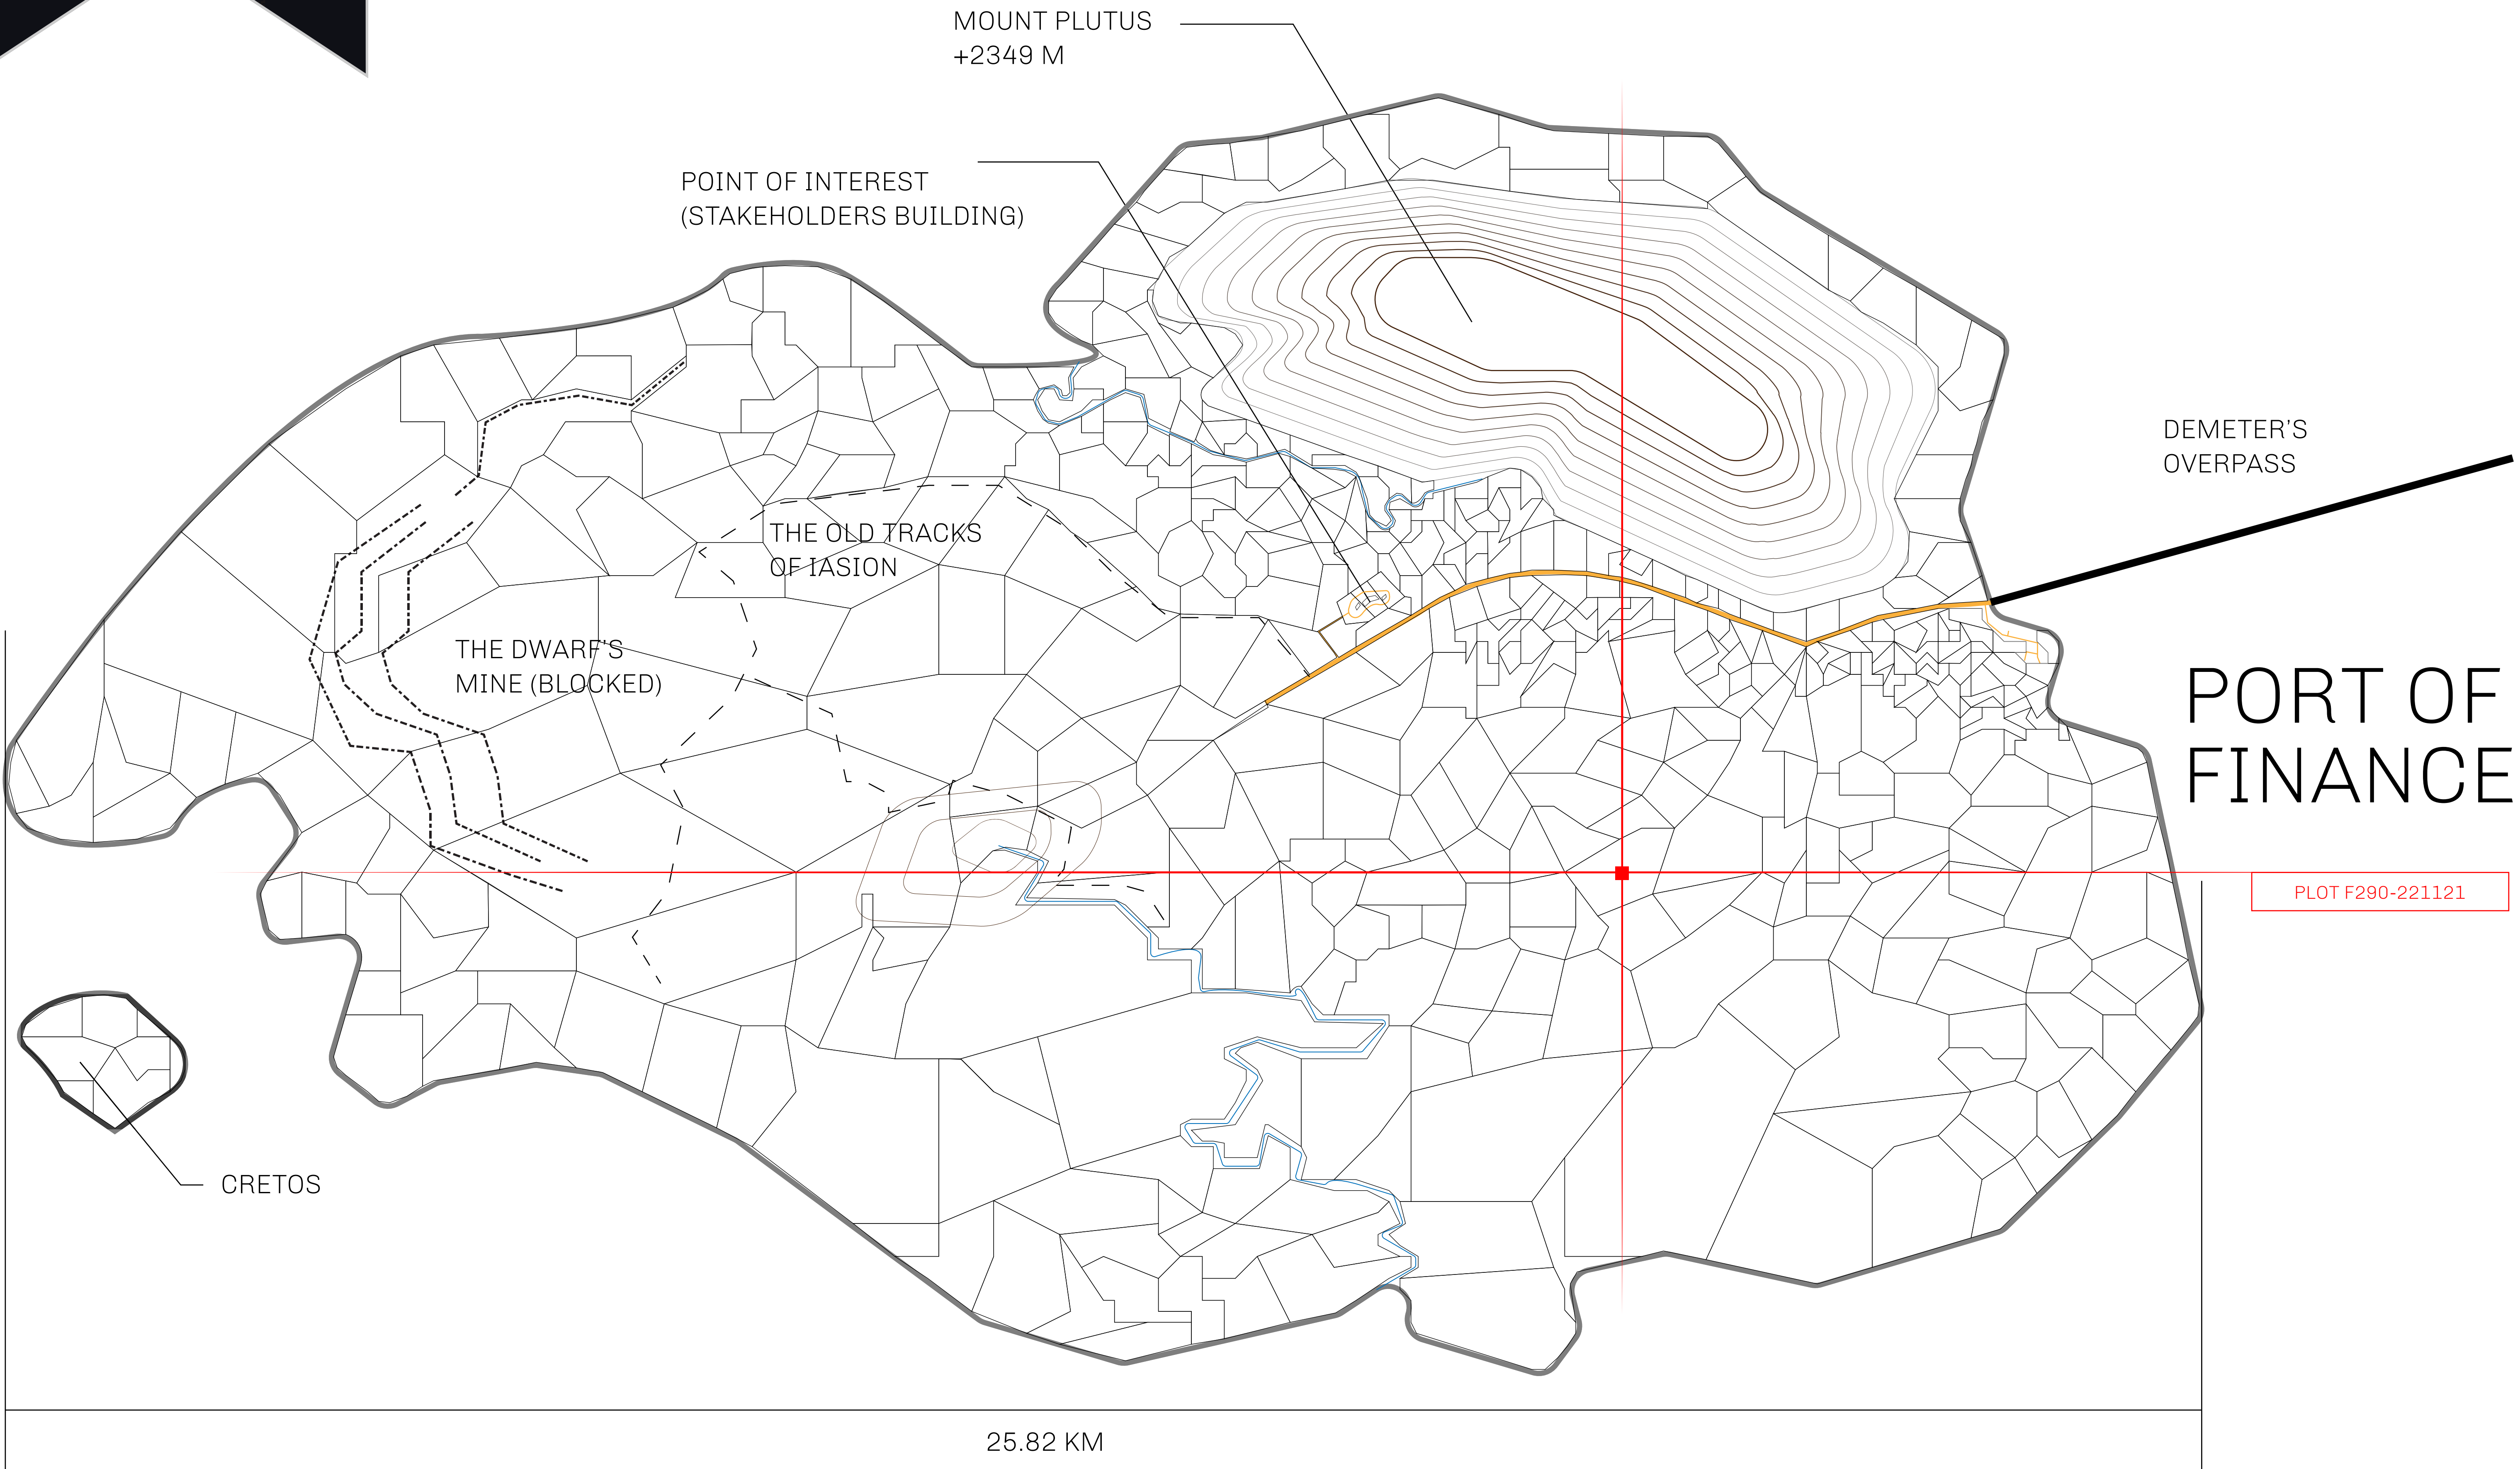 MOUNT PLUTUS
+2349 M
POINT OF INTEREST
(STAKEHOLDERS BUILDING)
DEMETER'S
OVERPASS
THE OLD TRACKS
OF IASION
THE DWARF'S
MINE (BLOCKED)
PORT OF
FINANCE
PLOT F290-221121
CRETOS
25.82 KM